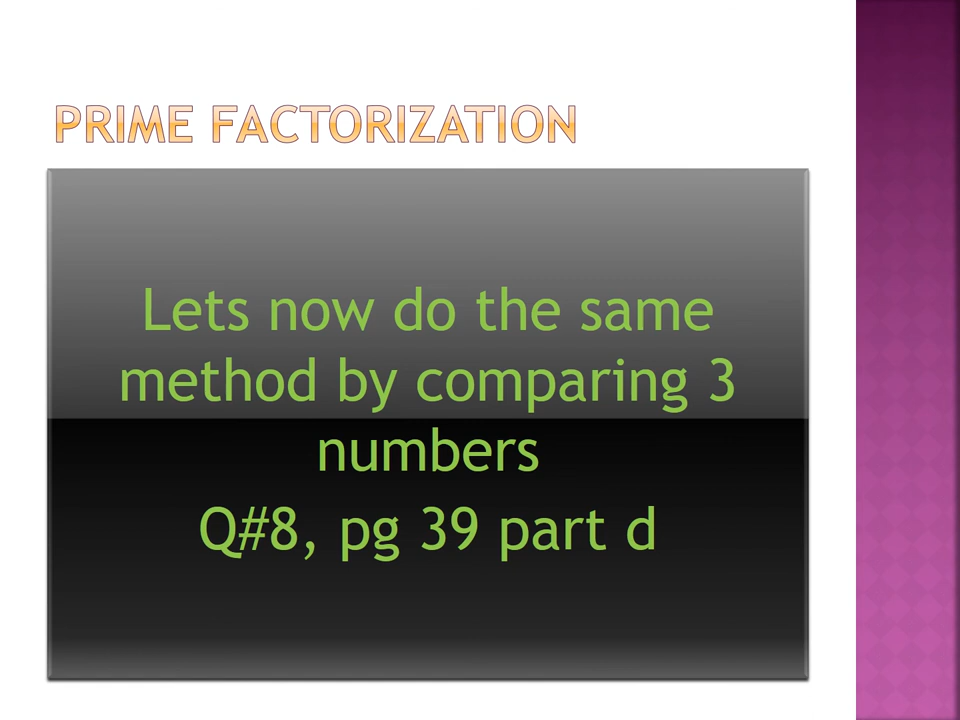 PRIME FACTORIZATION
Lets now do the same
method by comparing 3
numbers
Q#8, pg 39 part d